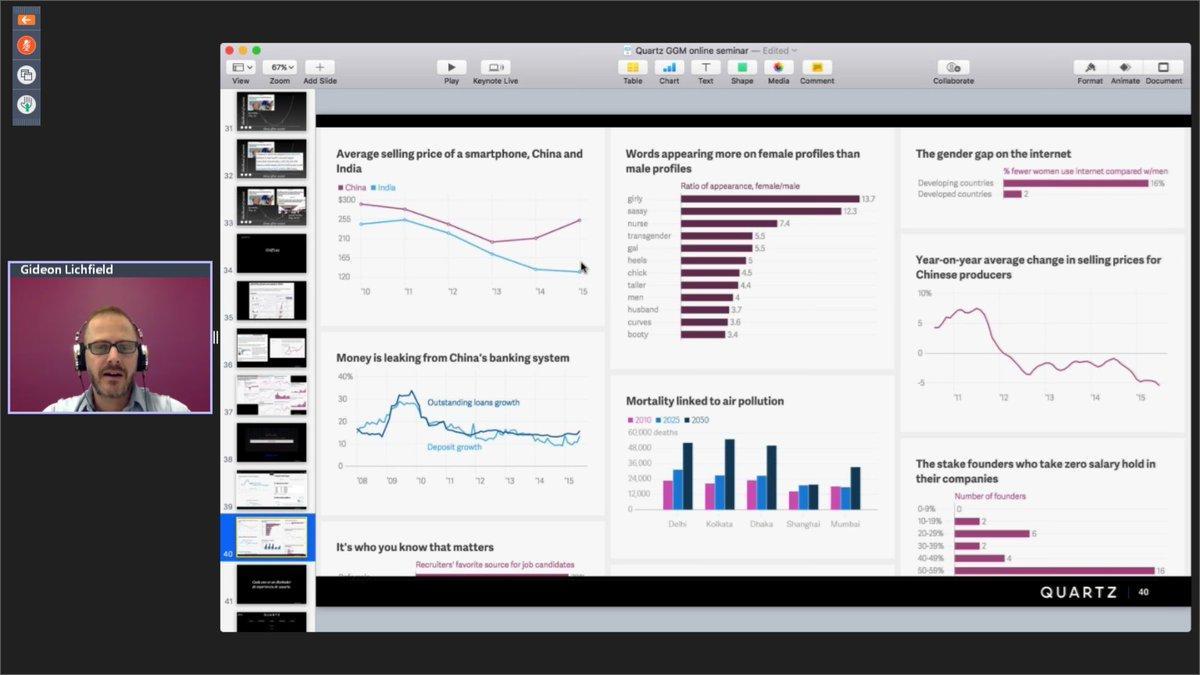 Quartz GGM online seminar — Edited
View
67%
Zoom
Add Slide
Play
Keynote Live
Table
Chart
Text
Shape
Media
Comment
Collaborate
Format
Animate
Document
31
32
33
34
35
36
37
38
39
40
41
Gideon Lichfield
Average selling price of a smartphone, China and
India
China India
$300
255
210
165
120
'10 '11 '12 '13 '14 '15
Money is leaking from China's banking system
40%
30
20
10
0
Outstanding loans growth
Deposit growth
'08 '09 '10 '11 '12 '13 '14 '15
It's who you know that matters
Recruiters' favorite source for job candidates
Words appearing more on female profiles than
male profiles
Ratio of appearance, female/male
girly 13.7
sassy 12.3
nurse 7.4
transgender 5.5
gal 5.5
heels 5
chick 4.5
taller 4.4
men 4
husband 3.7
curves 3.6
booty 3.4
Mortality linked to air pollution
2010 2025 2050
60,000 deaths
48,000
36,000
24,000
12,000
0
Delhi Kolkata Dhaka Shanghai Mumbai
The gender gap on the internet
% fewer women use internet compared w/men
Developing countries 16%
Developed countries 2
Year-on-year average change in selling prices for
Chinese producers
10%
5
0
-5
'11 '12 '13 '14 '15
The stake founders who take zero salary hold in
their companies
Number of founders
0-9% 0
10-19% 2
20-29% 6
30-39% 2
40-49% 4
50-59% 16
QUARTZ 40